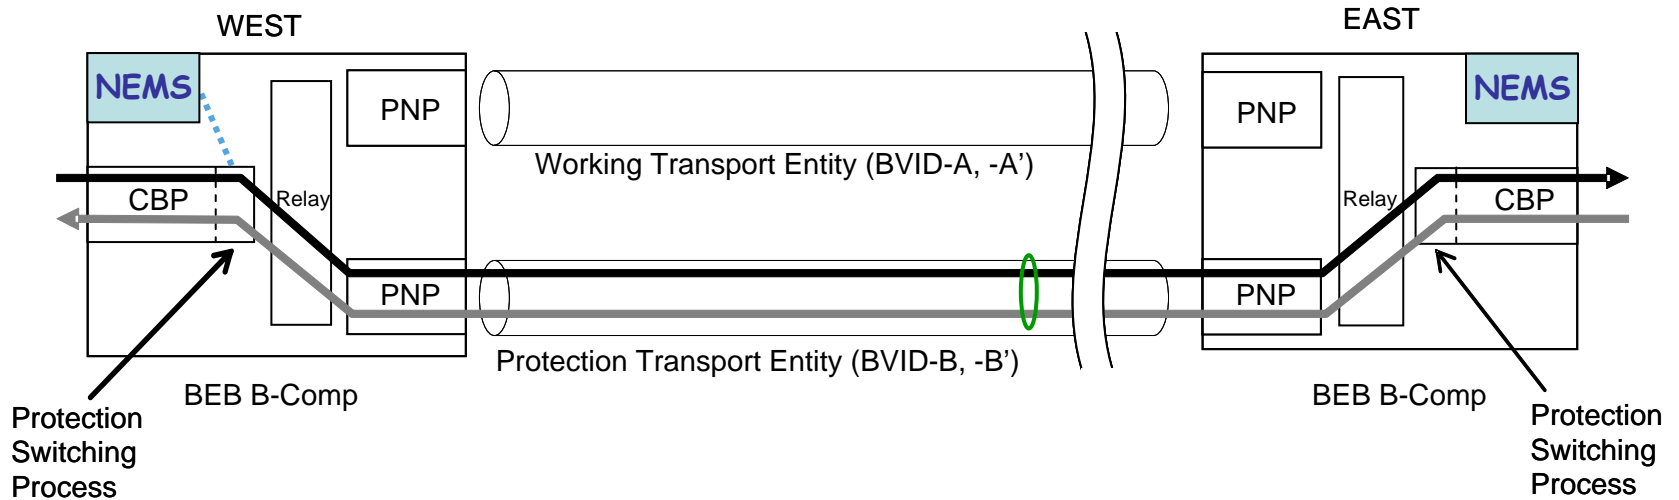 WEST
EAST
NEMS
PNP
PNP
NEMS
Working Transport Entity (BVID-A, -A’)
CBP
Relay
Relay
CBP
PNP
PNP
Protection Transport Entity (BVID-B, -B’)
BEB B-Comp
BEB B-Comp
Protection
Switching
Process
Protection
Switching
Process